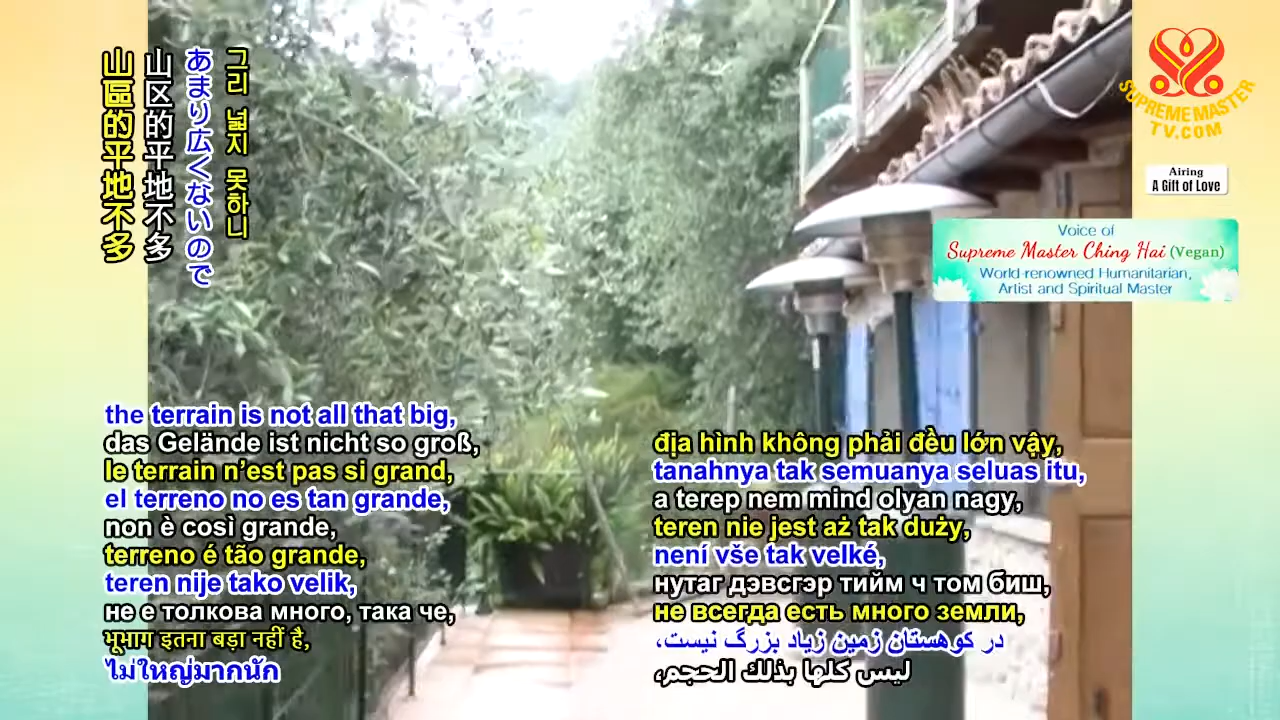 山區的平地不多
山区的平地不多
あまり広くないので
그리 넓지 못하니
SUPREME MASTER
TV.COM
Airing
A Gift of Love
Voice of
Supreme Master Ching Hai (Vegan)
World-renowned Humanitarian,
Artist and Spiritual Master
the terrain is not all that big,
das Gelände ist nicht so groß,
le terrain n’est pas si grand,
el terreno no es tan grande,
non è così grande,
terreno é tão grande,
teren nije tako velik,
не е толкова много, така че,
भूभाग इतना बड़ा नहीं है,
ไม่ใหญ่มากนัก
địa hình không phải đều lớn vậy,
tanahnya tak semuanya seluas itu,
a terep nem mind olyan nagy,
teren nie jest aż tak duży,
není vše tak velké,
нутаг дэвсгэр тийм ч том биш,
не всегда есть много земли,
در کوهستان زمین زیاد بزرگ نیست،
ليس كلها بذلك الحجم،